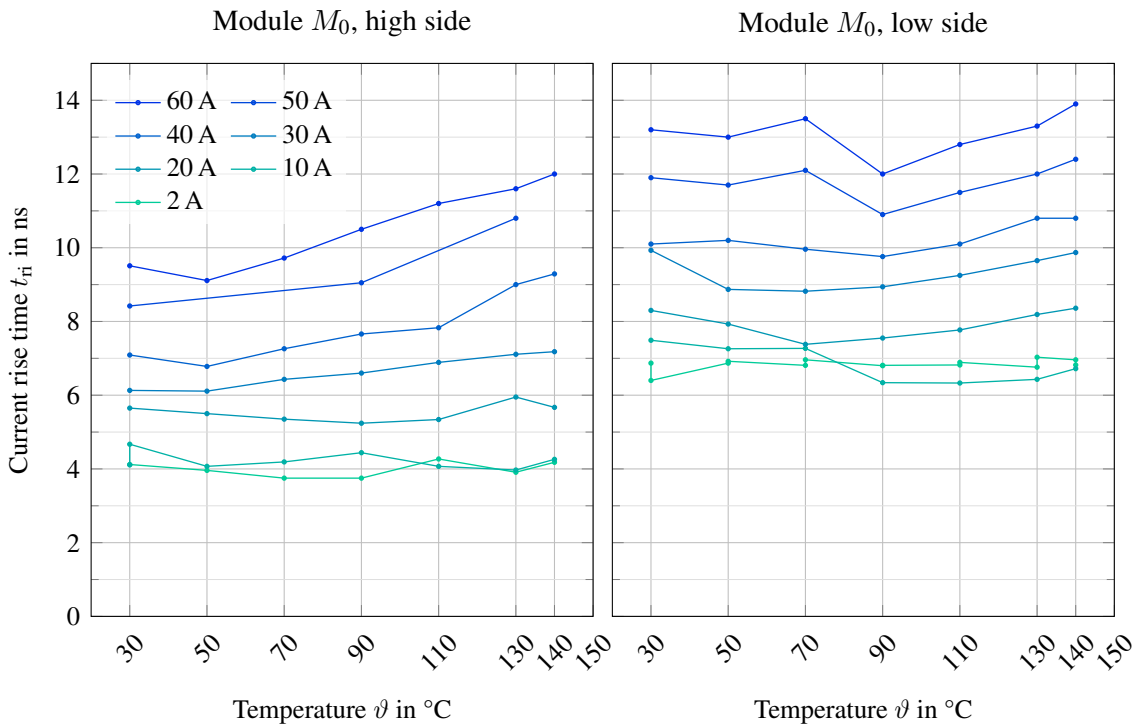 Module M₀, high side
Module M₀, low side
Current rise time tᵣᵢ in ns
14
12
10
8
6
4
2
0
60 A 50 A
40 A 30 A
20 A 10 A
2 A
30 50 70 90 110 130 140 150
30 50 70 90 110 130 140 150
Temperature ϑ in °C
Temperature ϑ in °C